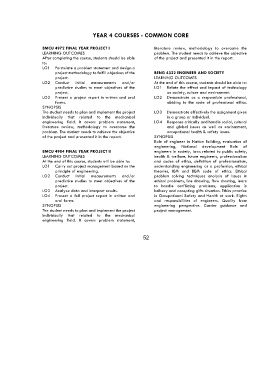 YEAR 4 COURSES - COMMON CORE
BMCU 4972 FINAL YEAR PROJECT I
LEARNING OUTCOMES
After completing the course, students should be able
to:
LO1 Formulate a problem statement and design a
project methodology to fulfil objectives of the
project.
LO2 Conduct initial measurements and/or
predictive studies to meet objectives of the
project.
LO3 Present a project report in written and oral
forms.
SYNOPSIS
The student needs to plan and implement the project
individually that related to the mechanical
engineering field. It covers problem statement,
literature review, methodology to overcome the
problem. The student needs to achieve the objective
of the project and presented it in the report.
BMCU 4984 FINAL YEAR PROJECT II
LEARNING OUTCOMES
At the end of this course, students will be able to:
LO1 Carry out project management based on the
principle of engineering.
LO2 Conduct initial measurements and/or
predictive studies to meet objectives of the
project.
LO3 Analyze data and interpret results.
LO4 Present a full project report in written and
oral forms
SYNOPSIS
The student needs to plan and implement the project
individually that related to the mechanical
engineering field. It covers problem statement,
literature review, methodology to overcome the
problem. The student needs to achieve the objective
of the project and presented it in the report
BENG 4322 ENGINEER AND SOCIETY
LEARNING OUTCOMES
At the end of this course, students should be able to:
LO1 Relate the effect and impact of technology
on society, culture and environment.
LO2 Demonstrate as a responsible professional,
abiding to the code of professional ethics.
LO3 Demonstrate effectively the assignment given
in a group or individual.
LO4 Response critically and handle social, cultural
and global issues as well as environment,
occupational health & safety issues.
SYNOPSIS
Role of engineer in Nation Building, evaluation of
engineering, National development Role of
engineers in society, laws related to public safety,
health & welfare, future engineers, professionalism
and codes of ethics, definition of professionalism,
understanding engineering as a profession, ethical
theories, IEM and BEM code of ethics. Ethical
problem solving techniques analysis of issues in
ethical problems, line drawing, flow charting, learn
to handle conflicting problems, application in
bribery and accepting gifts situation. Ethics practice
in Occupational Safety and Health at work. Rights
and responsibilities of engineers. Quality from
engineering perspective. Career guidance and
project management.
52